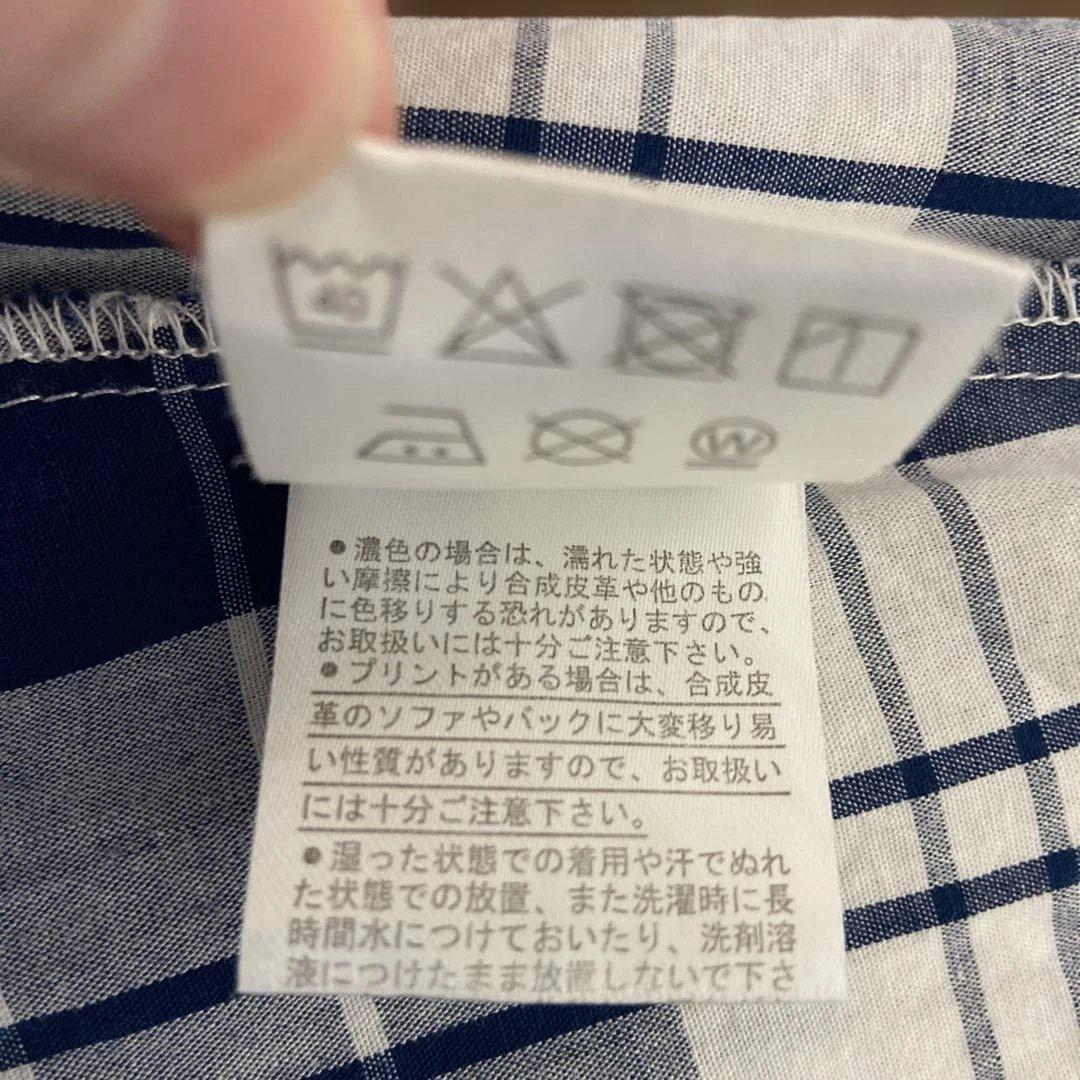 40
W
●濃色の場合は、濡れた状態や強
い摩擦により合成皮革や他のもの
に色移りする恐れがありますので、
お取扱いには十分ご注意下さい。
●プリントがある場合は、合成皮
革のソファやバックに大変移り易
い性質がありますので、お取扱い
には十分ご注意下さい。
●湿った状態での着用や汗でぬれ
た状態での放置、また洗濯時に長
時間水につけておいたり、洗剤溶
液につけたまま放置しないで下さ